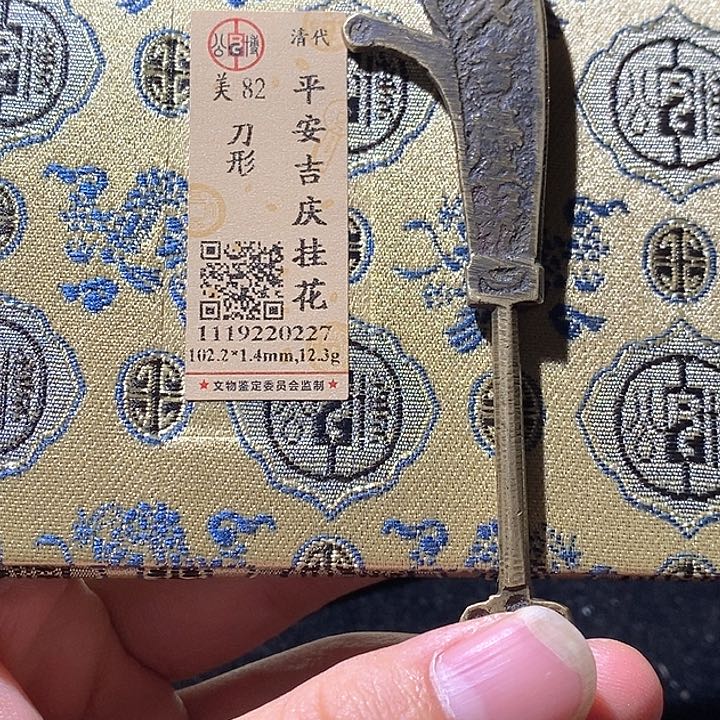 清代
平安吉庆挂花
美 82
刀形
1119220227
102.2*1.4mm,12.3g
★文物鉴定委员会监制★